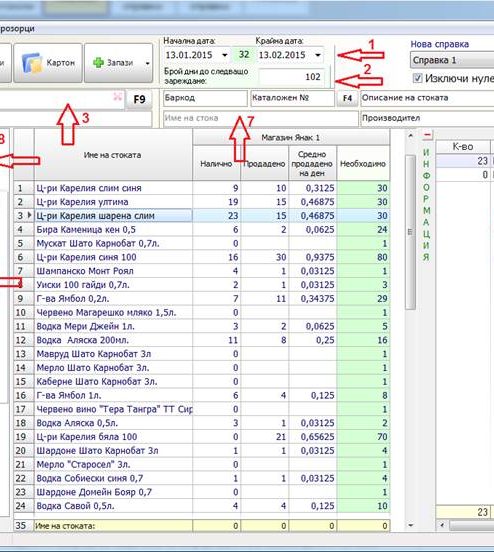 розорци
и
Картон
Запази
Начална дата:
Крайна дата:
13.01.2015
32
13.02.2015
Брой дни до следващо
зареждане:
102
1
2
Нова справка
Справка 1
Изключи нуле
F9
Баркод
Каталожен №
F4
Описание на стоката
Име на стока
Производител
3
7
8
Име на стоката
Магазин Янак 1
Налично
Продадено
Средно
продадено
на ден
Необходимо
1 Ц-ри Карелия слим синя 9 10 0,3125 30
2 Ц-ри Карелия ултима 19 15 0,46875 30
3 Ц-ри Карелия шарена слим 23 15 0,46875 30
4 Бира Каменица кен 0,5 6 2 0,0625 24
5 Мускат Шато Карнобат 0,7л. 0 1
6 Ц-ри Карелия синя 100 16 30 0,9375 80
7 Шампанско Монт Роял 4 1 0,03125 1
8 Уиски 100 гайди 0,7л. 2 1 0,03125 3
9 Г-ва Ямбол 0,2л. 7 11 0,34375 29
10 Червено Магарешко мляко 1,5л. 0 1
11 Водка Мери Джейн 1л. 3 2 0,0625 5
12 Водка Аляска 200мл. 11 8 0,25 16
13 Мавруд Шато Карнобат 3л 0 1
14 Мерло Шато Карнобат 3л. 0 1
15 Каберне Шато Карнобат 3л. 0 1
16 Г-ва Ямбол 1л. 6 4 0,125 8
17 Червено вино "Тера Тангра" ТТ Сир 0 1
18 Водка Аляска 0,5л. 3 1 0,03125 2
19 Ц-ри Карелия бяла 100 0 21 0,65625 70
20 Шардоне Шато Карнобат 3л 1 1 0,03125 4
21 Мерло "Старосел" 3л. 0 1
22 Водка Собиески синя 0,7 1 1 0,03125 4
23 Шардоне Домейн Бояр 0,7 0 1
24 Водка Савой 0,5л. 4 4 0,125 10
35 Име на стоката: 0 0 0 0
ИНФОРМАЦИЯ
К-во
23
0
23